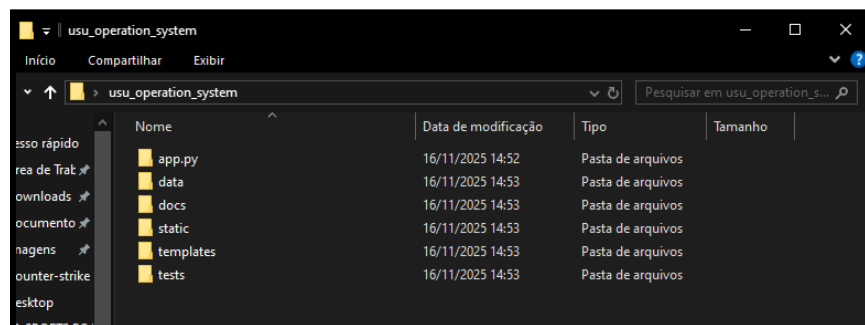 usu_operation_system
Início Compartilhar Exibir
usu_operation_system Pesquisar em usu_operation_s...
Nome Data de modificação Tipo Tamanho
esso rápido
app.py 16/11/2025 14:52 Pasta de arquivos
rea de Trab
data 16/11/2025 14:53 Pasta de arquivos
ownloads
docs 16/11/2025 14:53 Pasta de arquivos
ocumento
static 16/11/2025 14:53 Pasta de arquivos
nagens
templates 16/11/2025 14:53 Pasta de arquivos
ounter-strike
tests 16/11/2025 14:53 Pasta de arquivos
esktop